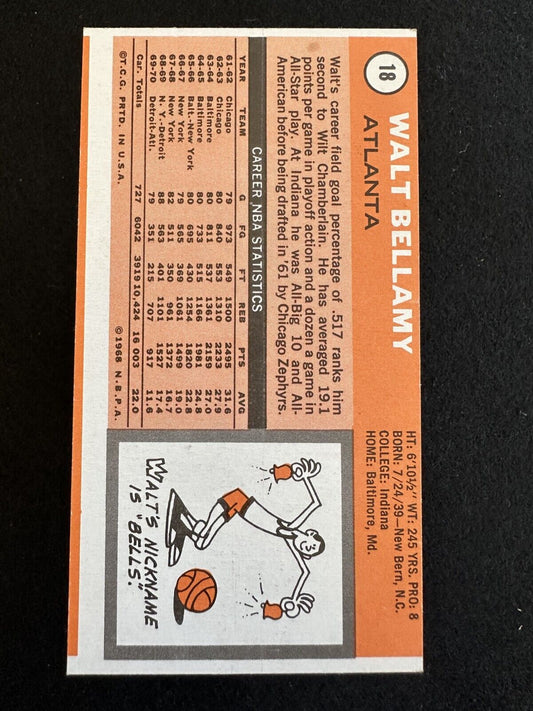 18
WALT BELLAMY
ATLANTA
HT: 6'10½" WT: 245 YRS. PRO: 8
BORN: 7/24/39—New Bern, N.C.
COLLEGE: Indiana
HOME: Baltimore, Md.
Walt's career field goal percentage of .517 ranks him
second to Wilt Chamberlain. He has averaged 19.1
points per game in playoff action and a dozen a game in
All-Star play. At Indiana he was All-Big 10 and All-
American before being drafted in '61 by Chicago Zephyrs.
CAREER NBA STATISTICS
YEAR TEAM G FG FT REB PTS AVG
61-62 Chicago 79 973 549 1500 2495 31.6
62-63 Chicago 80 840 553 1310 2233 27.9
63-64 Baltimore 80 811 537 1361 2159 27.0
64-65 Baltimore 80 733 515 1166 1981 24.8
65-66 Balt.-New York 80 695 430 1254 1820 22.8
66-67 New York 79 565 369 1061 1499 19.0
67-68 New York 82 511 350 961 1372 16.7
68-69 N. Y.-Detroit 88 563 401 1101 1527 17.4
69-70 Detroit-Atl. 79 351 215 707 917 11.6
Car. Totals 727 6042 3919 10,424 16 003 22.0
©T.C.G. PRTD. IN U.S.A. ©1968 N.B.P.A.
WALT'S NICKNAME
IS "BELLS".